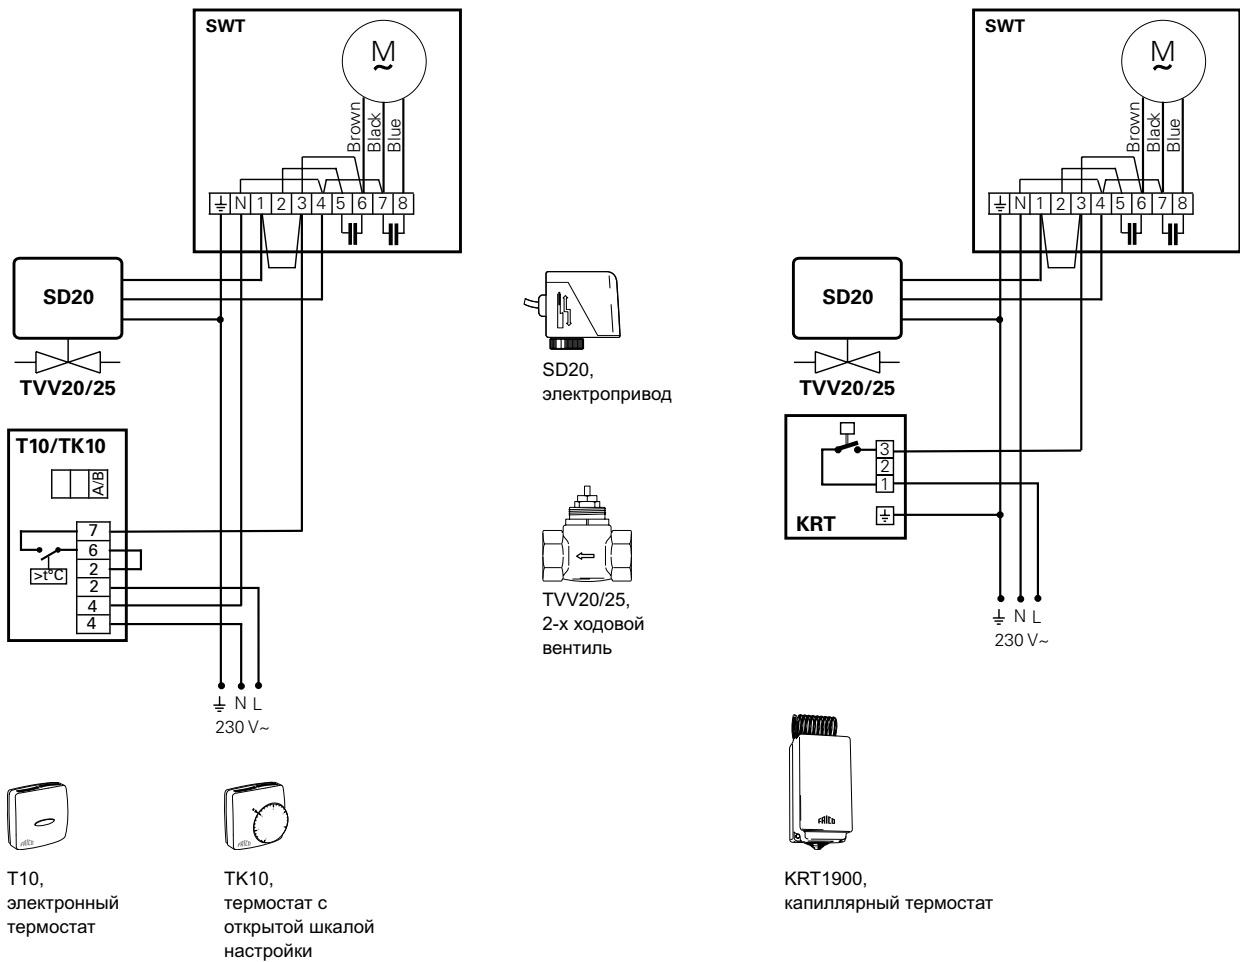 SWT
M
~
Brown
Black
Blue
N 1 2 3 4 5 6 7 8
SD20
TVV20/25
T10/TK10
A/B
7
6
2
2
4
4
>t°C
N L
230 V~
SD20,
электропривод
TVV20/25,
2-х ходовой
вентиль
SWT
M
~
Brown
Black
Blue
N 1 2 3 4 5 6 7 8
SD20
TVV20/25
3
2
1
KRT
N L
230 V~
FRICO
T10,
электронный
термостат
FRICO
TK10,
термостат с
открытой шкалой
настройки
FRICO
KRT1900,
капиллярный термостат